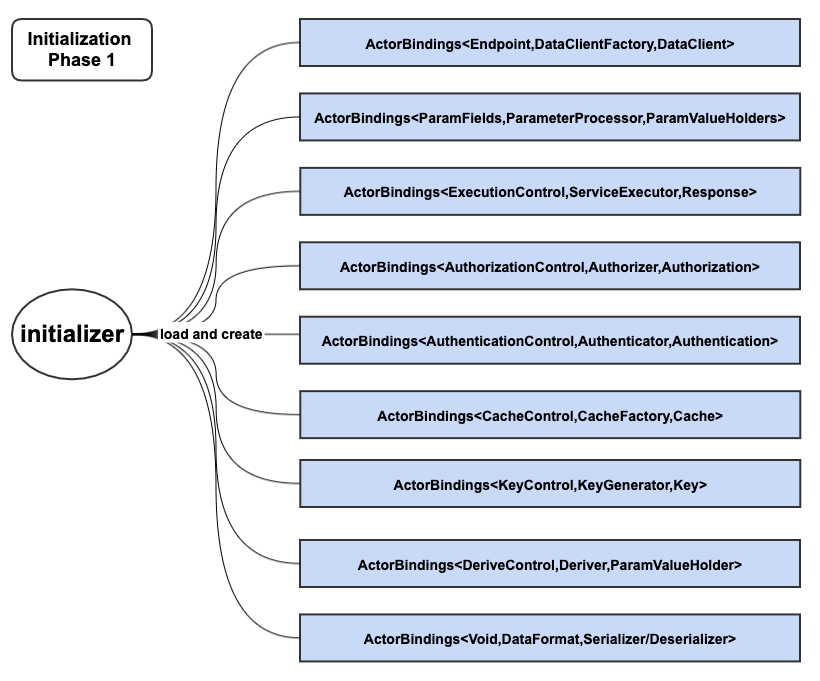 Initialization
Phase 1
ActorBindings<Endpoint,DataClientFactory,DataClient>
ActorBindings<ParamFields,ParameterProcessor,ParamValueHolders>
ActorBindings<ExecutionControl,ServiceExecutor,Response>
ActorBindings<AuthorizationControl,Authorizer,Authorization>
initializer
load and create
ActorBindings<AuthenticationControl,Authenticator,Authentication>
ActorBindings<CacheControl,CacheFactory,Cache>
ActorBindings<KeyControl,KeyGenerator,Key>
ActorBindings<DeriveControl,Deriver,ParamValueHolder>
ActorBindings<Void,DataFormat,Serializer/Deserializer>